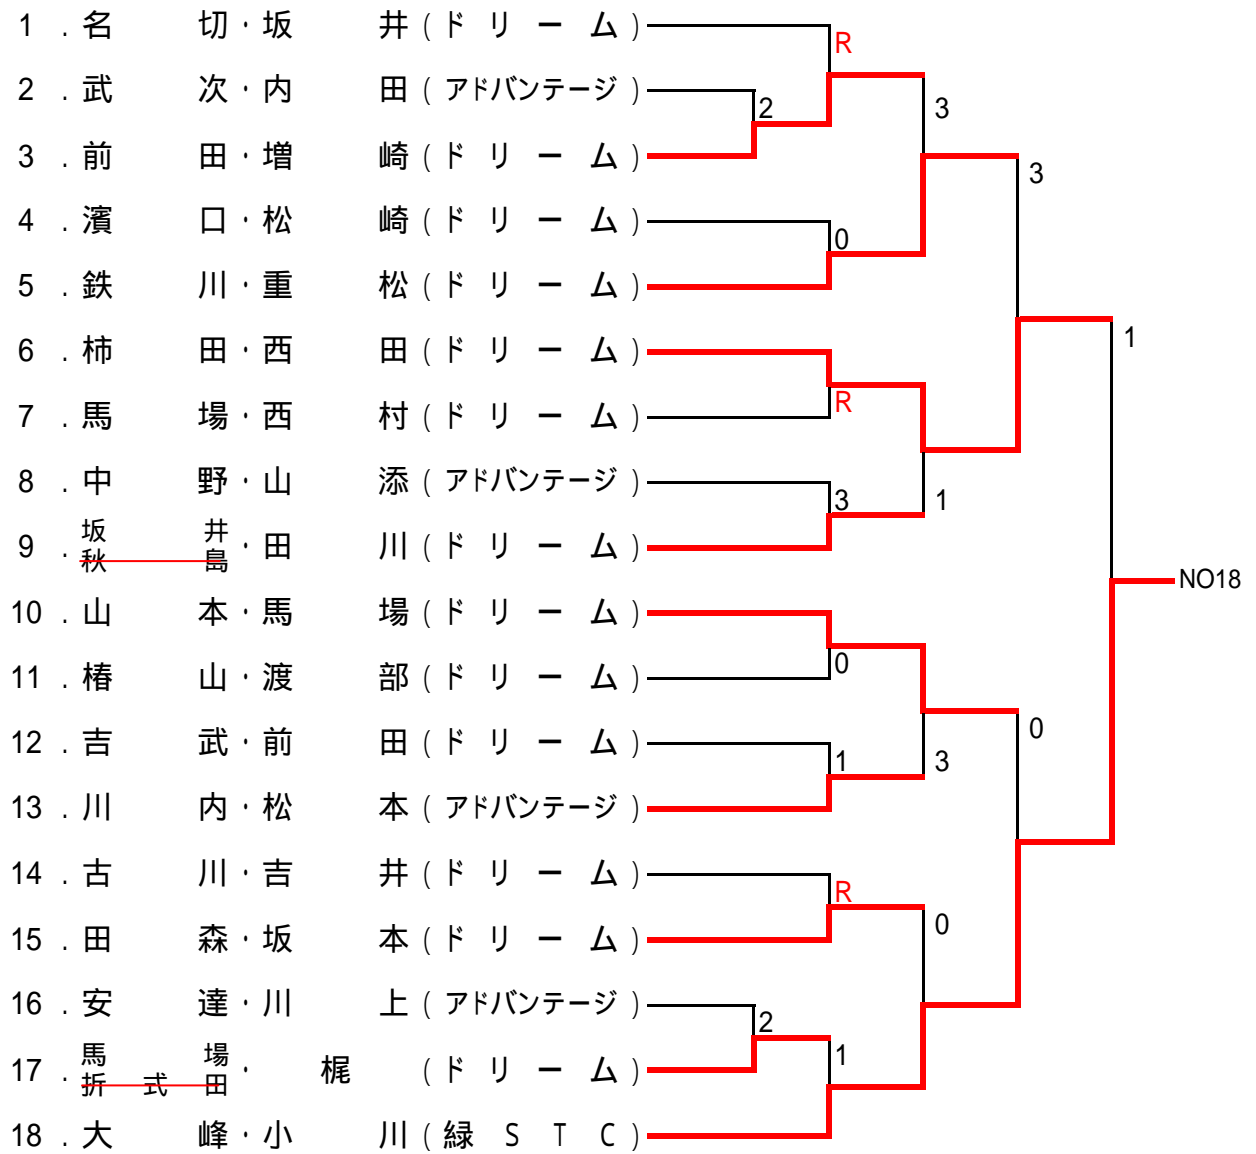 1 . 名 切 ・ 坂 井 ( ド リ ー ム )
R
2 . 武 次 ・ 内 田 ( アドバンテージ )
2
3
3 . 前 田 ・ 増 崎 ( ド リ ー ム )
3
4 . 濱 口 ・ 松 崎 ( ド リ ー ム )
0
5 . 鉄 川 ・ 重 松 ( ド リ ー ム )
6 . 柿 田 ・ 西 田 ( ド リ ー ム )
1
R
7 . 馬 場 ・ 西 村 ( ド リ ー ム )
8 . 中 野 ・ 山 添 ( アドバンテージ )
3
1
9 . 坂 井 ・ 田 川 ( ド リ ー ム )
秋 島
NO18
10 . 山 本 ・ 馬 場 ( ド リ ー ム )
0
11 . 椿 山 ・ 渡 部 ( ド リ ー ム )
0
12 . 吉 武 ・ 前 田 ( ド リ ー ム )
1
3
13 . 川 内 ・ 松 本 ( アドバンテージ )
14 . 古 川 ・ 吉 井 ( ド リ ー ム )
R
0
15 . 田 森 ・ 坂 本 ( ド リ ー ム )
16 . 安 達 ・ 川 上 ( アドバンテージ )
2
1
17 . 馬 場 ・ 梶 ( ド リ ー ム )
折 式 田
18 . 大 峰 ・ 小 川 ( 緑 S T C )